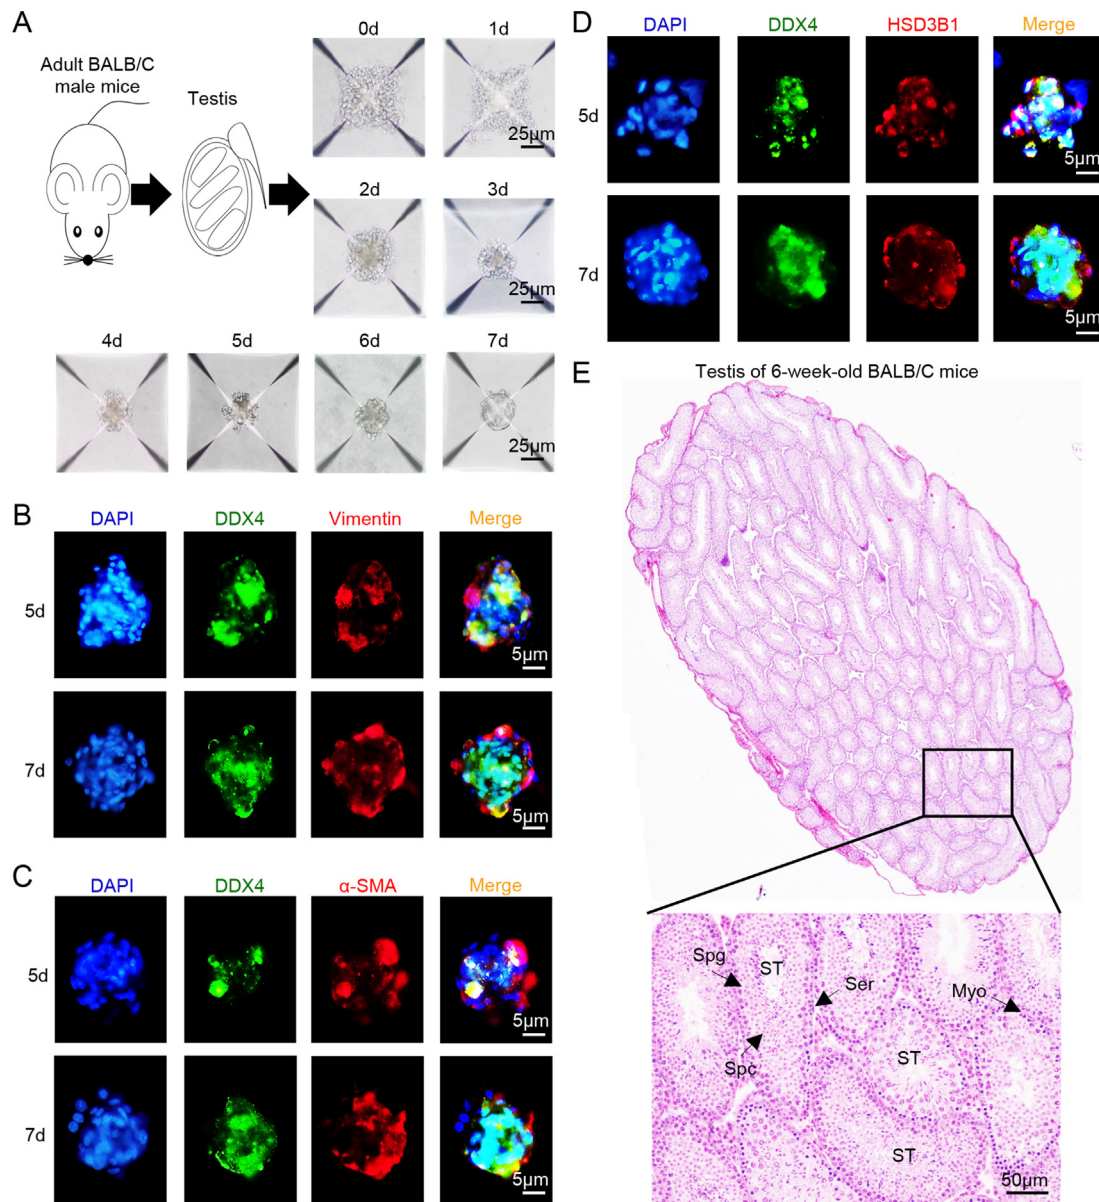 A
Adult BALB/C
male mice
Testis
0d
1d
25μm
25μm
2d
3d
25μm
25μm
4d
5d
6d
7d
25μm
B
DAPI
DDX4
Vimentin
Merge
5d
5μm
7d
5μm
C
DAPI
DDX4
α-SMA
Merge
5d
5μm
7d
5μm
D
DAPI
DDX4
HSD3B1
Merge
5d
5μm
7d
5μm
E
Testis of 6-week-old BALB/C mice
Spg
ST
Ser
Myo
Spc
ST
ST
50μm